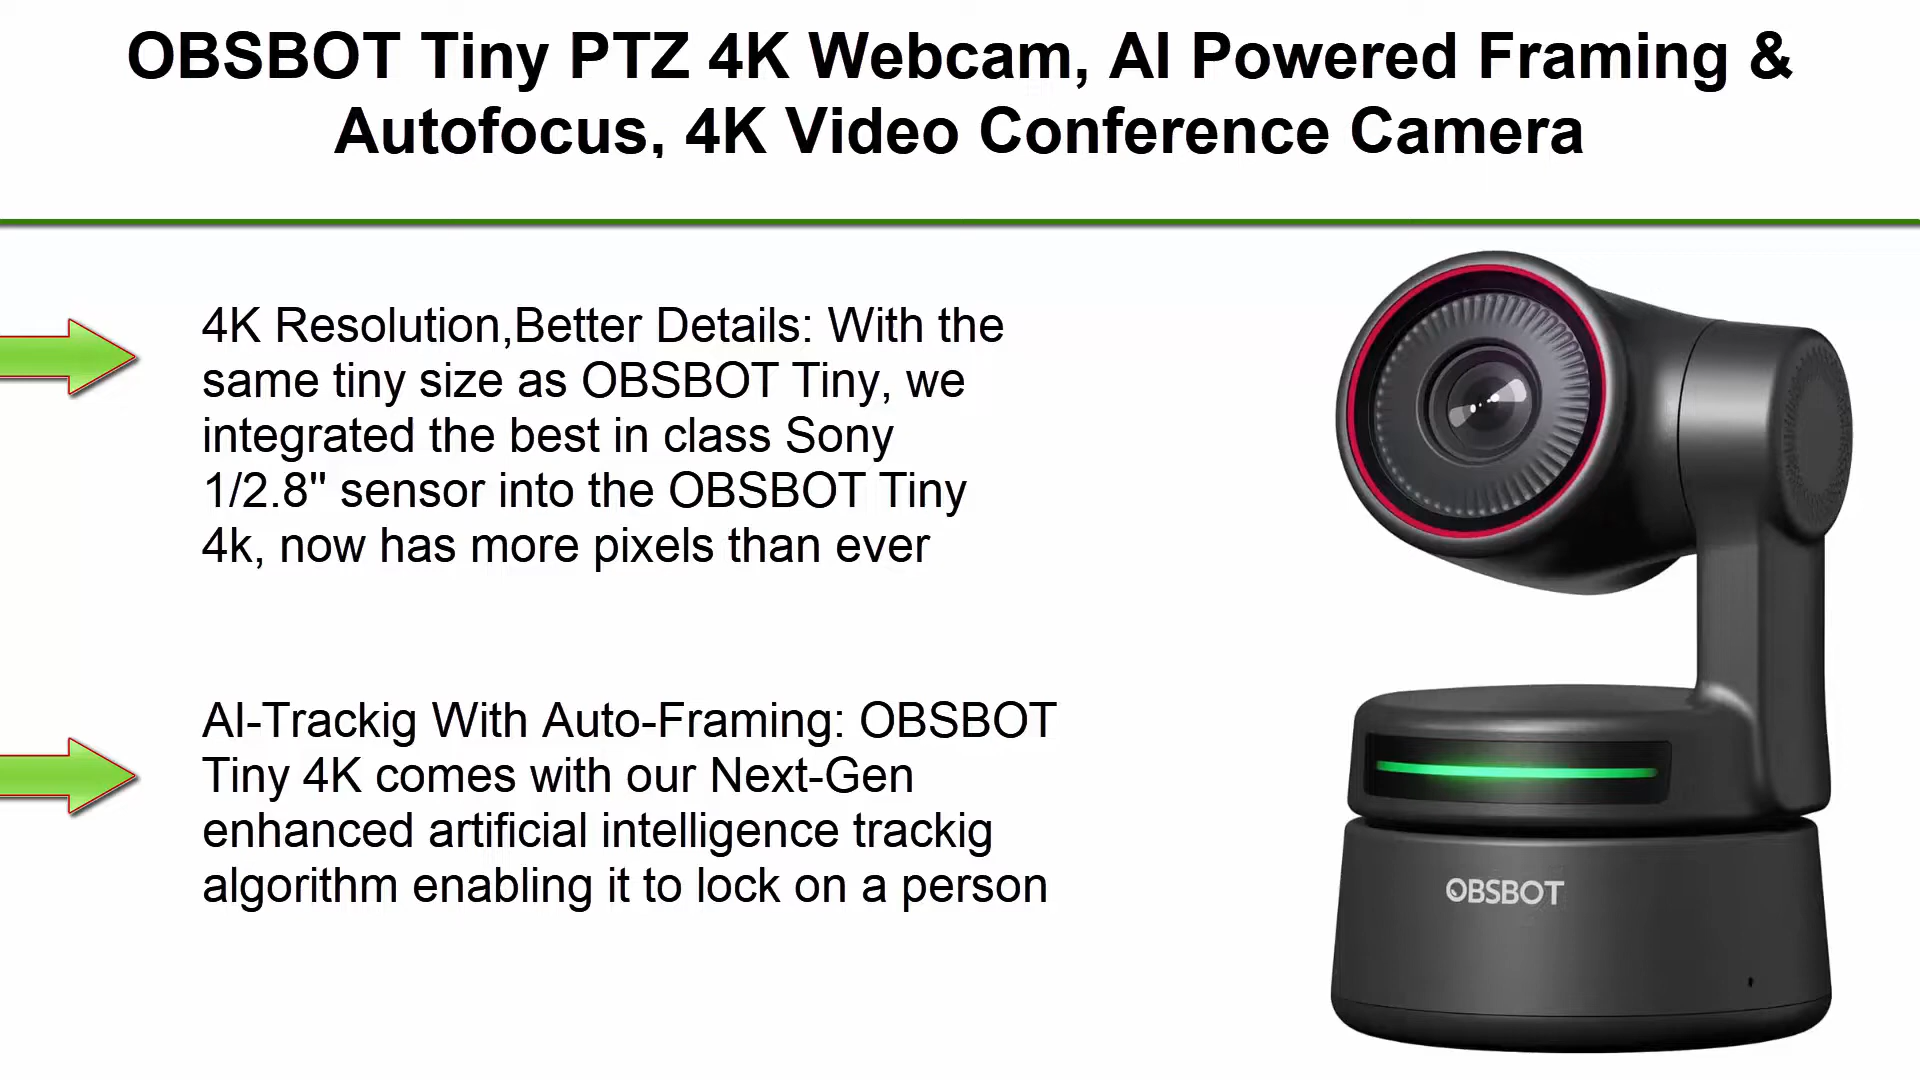 OBSBOT Tiny PTZ 4K Webcam, AI Powered Framing &
Autofocus, 4K Video Conference Camera
4K Resolution,Better Details: With the
same tiny size as OBSBOT Tiny, we
integrated the best in class Sony
1/2.8" sensor into the OBSBOT Tiny
4k, now has more pixels than ever
AI-Trackig With Auto-Framing: OBSBOT
Tiny 4K comes with our Next-Gen
enhanced artificial intelligence trackig
algorithm enabling it to lock on a person
OBSBOT